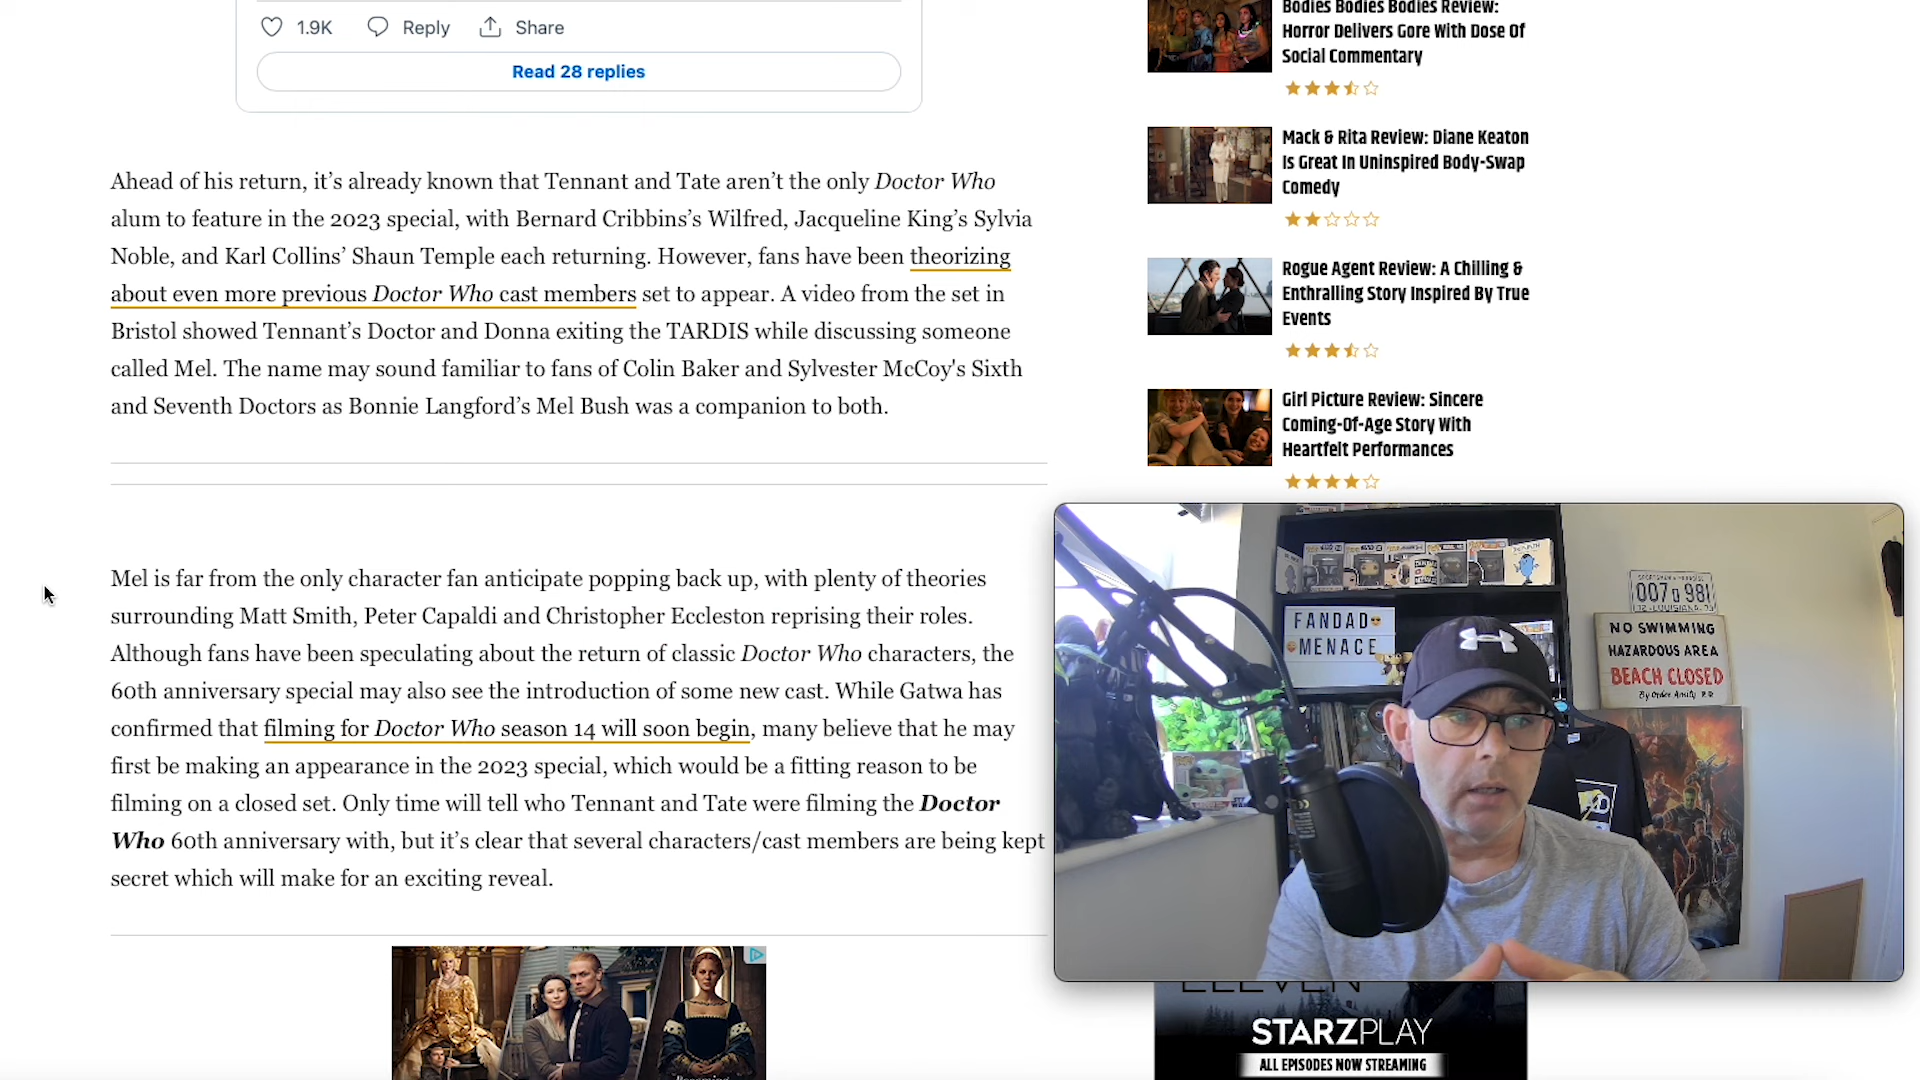 1.9K Reply Share
Read 28 replies
Ahead of his return, it’s already known that Tennant and Tate aren’t the only Doctor Who
alum to feature in the 2023 special, with Bernard Cribbins’s Wilfred, Jacqueline King’s Sylvia
Noble, and Karl Collins’ Shaun Temple each returning. However, fans have been theorizing
about even more previous Doctor Who cast members set to appear. A video from the set in
Bristol showed Tennant’s Doctor and Donna exiting the TARDIS while discussing someone
called Mel. The name may sound familiar to fans of Colin Baker and Sylvester McCoy's Sixth
and Seventh Doctors as Bonnie Langford’s Mel Bush was a companion to both.
Mel is far from the only character fan anticipate popping back up, with plenty of theories
surrounding Matt Smith, Peter Capaldi and Christopher Eccleston reprising their roles.
Although fans have been speculating about the return of classic Doctor Who characters, the
60th anniversary special may also see the introduction of some new cast. While Gatwa has
confirmed that filming for Doctor Who season 14 will soon begin, many believe that he may
first be making an appearance in the 2023 special, which would be a fitting reason to be
filming on a closed set. Only time will tell who Tennant and Tate were filming the Doctor
Who 60th anniversary with, but it’s clear that several characters/cast members are being kept
secret which will make for an exciting reveal.
Bodies Bodies Bodies Review:
Horror Delivers Gore With Dose Of
Social Commentary
Mack & Rita Review: Diane Keaton
Is Great In Uninspired Body-Swap
Comedy
Rogue Agent Review: A Chilling &
Enthralling Story Inspired By True
Events
Girl Picture Review: Sincere
Coming-Of-Age Story With
Heartfelt Performances
FANDAD
MENACE
007 981
NO SWIMMING
HAZARDOUS AREA
BEACH CLOSED
By Order Amity P.D.
ELEVEN
STARZPLAY
ALL EPISODES NOW STREAMING